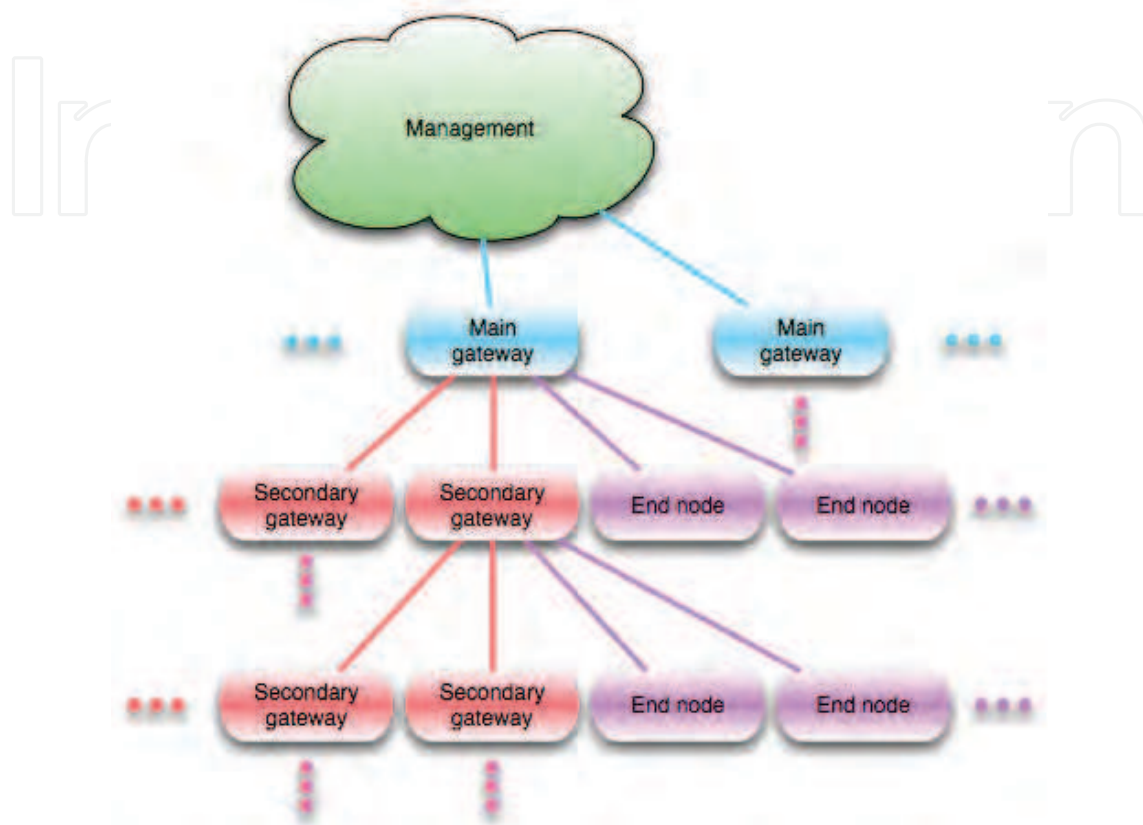 Management
Main
gateway
Main
gateway
Secondary
gateway
Secondary
gateway
End node
End node
Secondary
gateway
Secondary
gateway
End node
End node